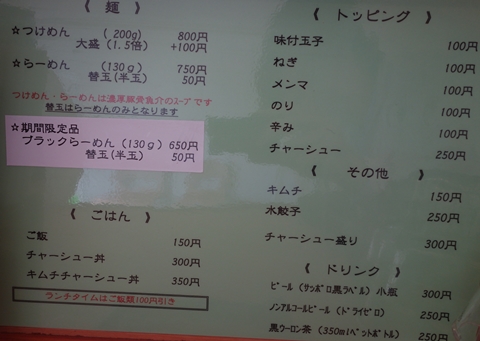 《 麺 》
☆つけめん (200g) 800円
大盛(1.5倍) +100円
☆らーめん (130g) 750円
替玉(半玉) 50円
つけめん・らーめんは濃厚豚骨魚介のスープです
替玉はらーめんのみとなります
☆期間限定品
ブラックらーめん(130g) 650円
替玉(半玉) 50円
《 ごはん 》
ご飯 150円
チャーシュー丼 300円
キムチチャーシュー丼 350円
ランチタイムはご飯類100円引き
《 トッピング 》
味付玉子 100円
ねぎ 100円
メンマ 100円
のり 100円
辛み 100円
チャーシュー 250円
《 その他 》
キムチ 150円
水餃子 250円
チャーシュー盛り 300円
《 ドリンク 》
ビール(サッポロ黒ラベル)小瓶 300円
ノンアルコールビール(ドライゼロ) 250円
黒ウーロン茶(350mlペットボトル) 250円